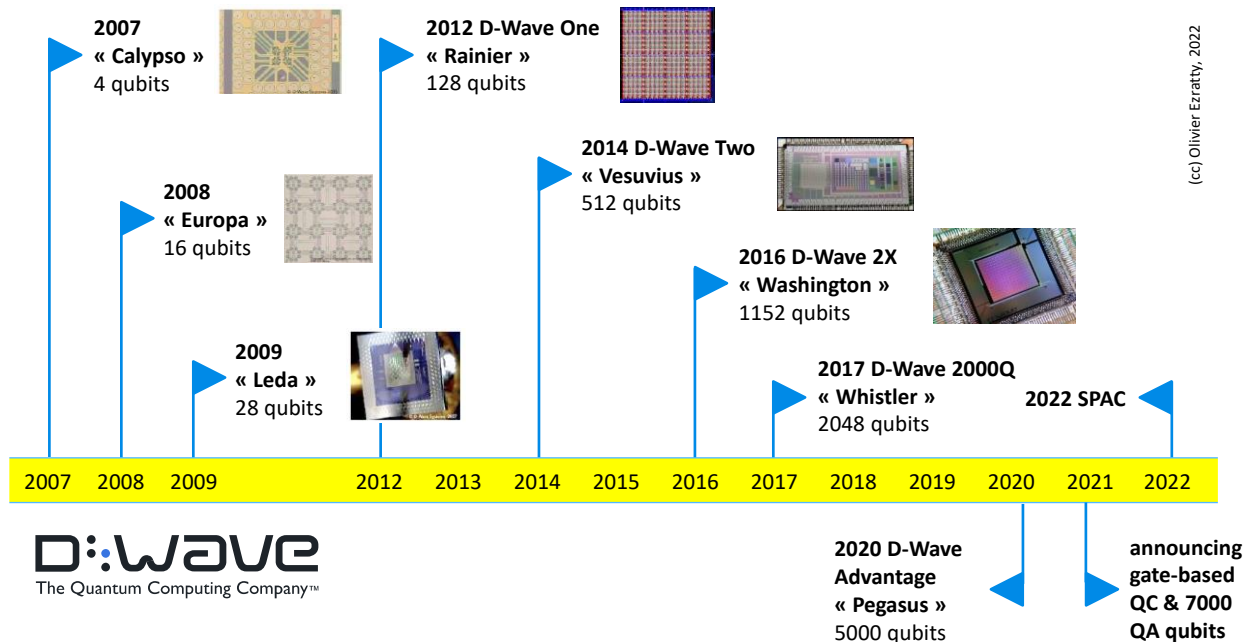 2007
« Calypso »
4 qubits
2012 D-Wave One
« Rainier »
128 qubits
(cc) Olivier Ezratty, 2022
2014 D-Wave Two
« Vesuvius »
512 qubits
2008
« Europa »
16 qubits
2016 D-Wave 2X
« Washington »
1152 qubits
2009
« Leda »
28 qubits
2017 D-Wave 2000Q
« Whistler »
2048 qubits
2022 SPAC
2007 2008 2009 2012 2013 2014 2015 2016 2017 2018 2019 2020 2021 2022
D:Wave
The Quantum Computing Company™
2020 D-Wave
Advantage
« Pegasus »
5000 qubits
announcing
gate-based
QC & 7000
QA qubits